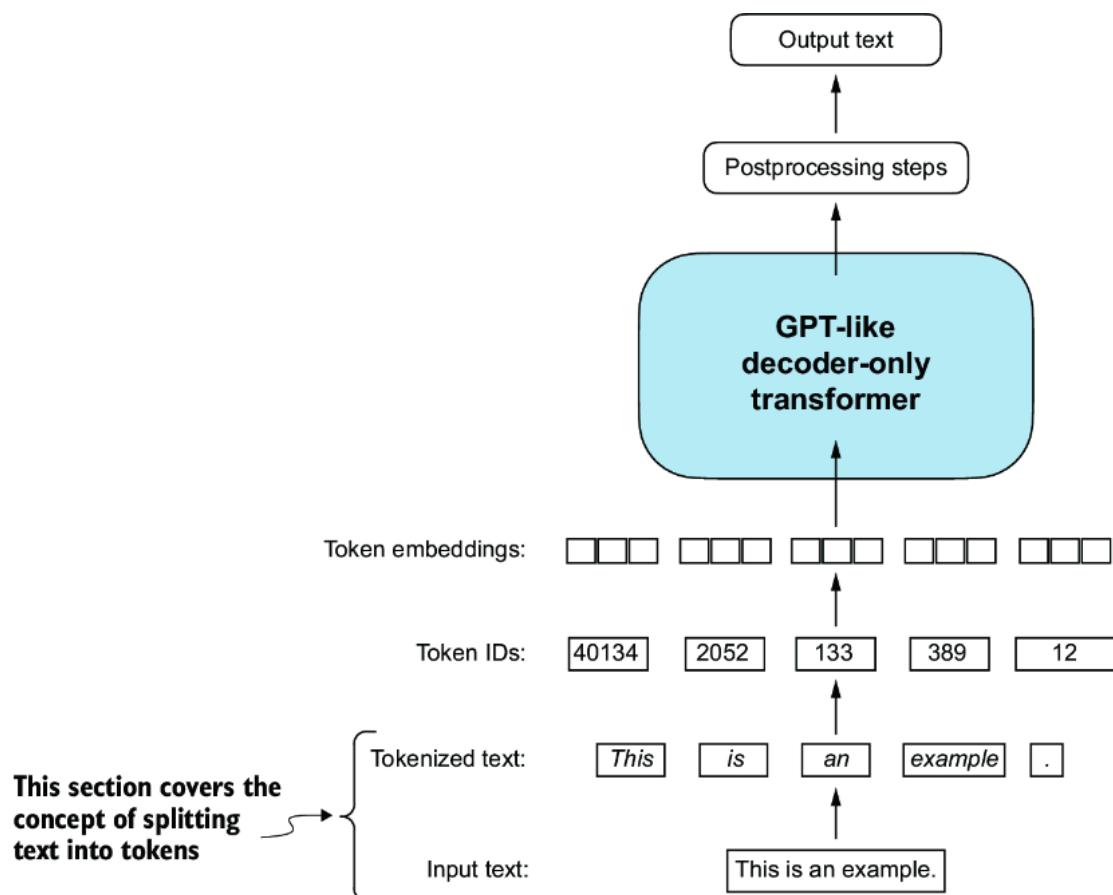 Output text
Postprocessing steps
GPT-like
decoder-only
transformer
Token embeddings:
Token IDs: 40134 2052 133 389 12
Tokenized text: This is an example .
This section covers the
concept of splitting
text into tokens
Input text: This is an example.